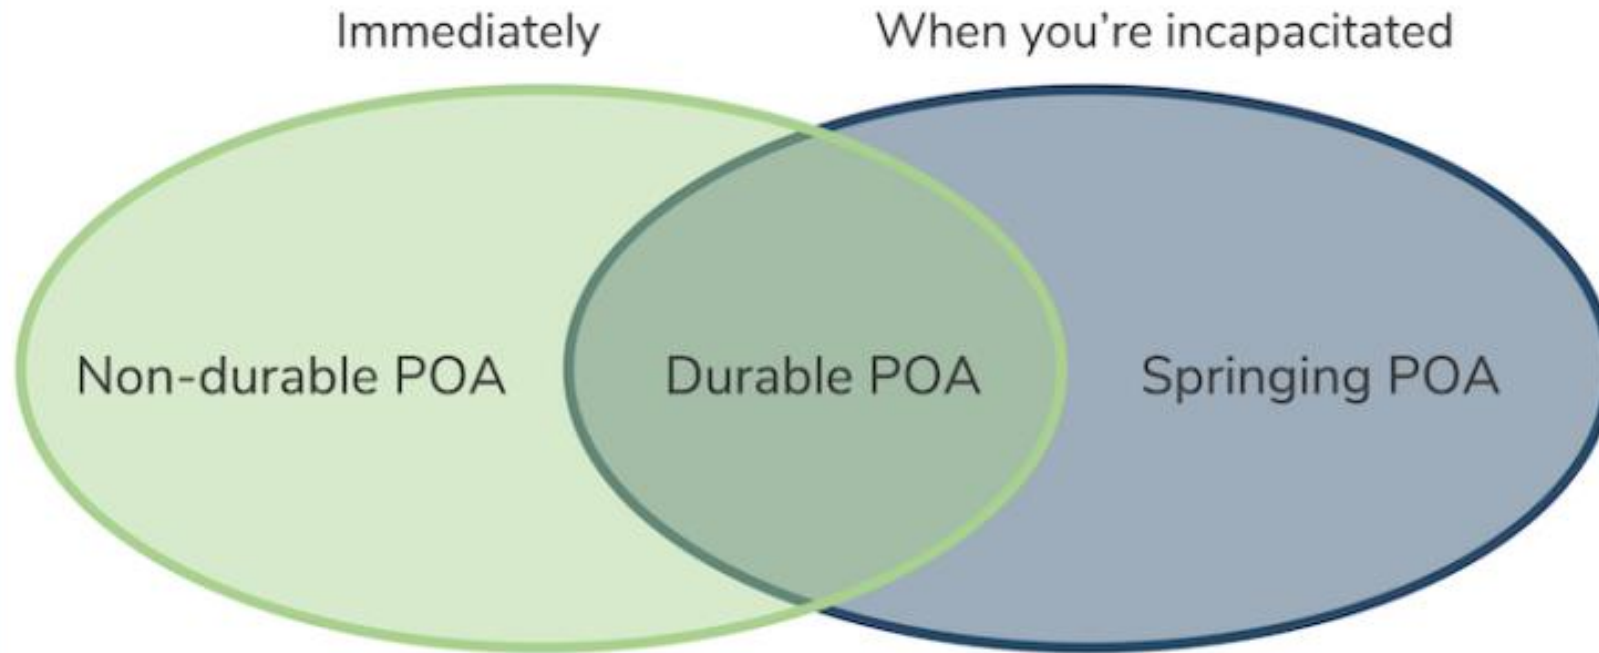 Immediately
When you're incapacitated
Non-durable POA
Durable POA
Springing POA